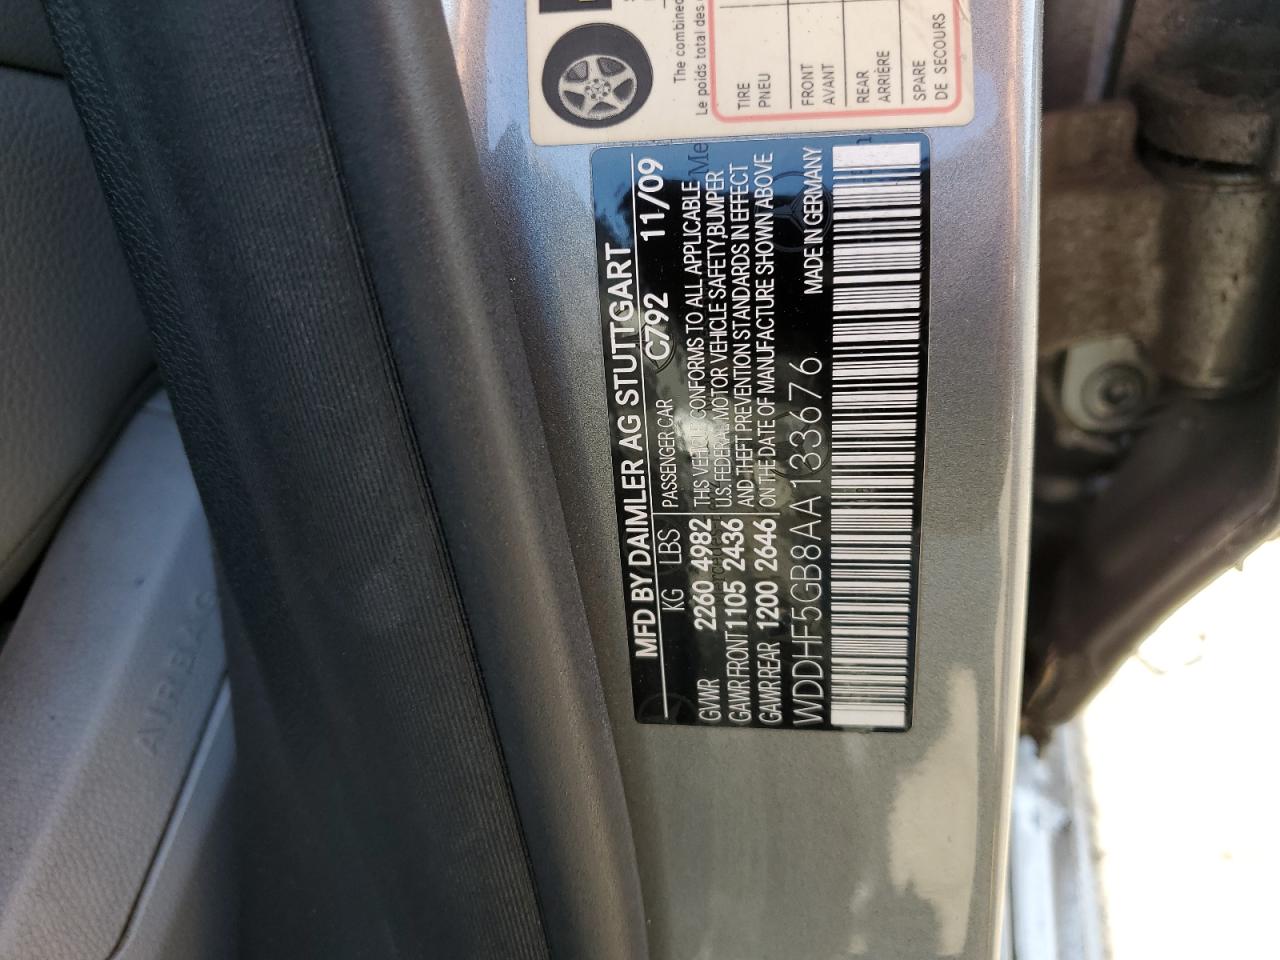 The combined
Le poids total des
TIRE
PNEU
FRONT
AVANT
REAR
ARRIÈRE
SPARE
DE SECOURS
MFD BY DAIMLER AG STUTTGART
KG LBS PASSENGER CAR C792 11/09
GVWR 2260 4982 THIS VEHICLE CONFORMS TO ALL APPLICABLE
GAWR FRONT 1105 2436 U.S. FEDERAL MOTOR VEHICLE SAFETY, BUMPER
AND THEFT PREVENTION STANDARDS IN EFFECT
GAWR REAR 1200 2646 ON THE DATE OF MANUFACTURE SHOWN ABOVE
WDDHF5GB8AA133676 MADE IN GERMANY
AIRBAG